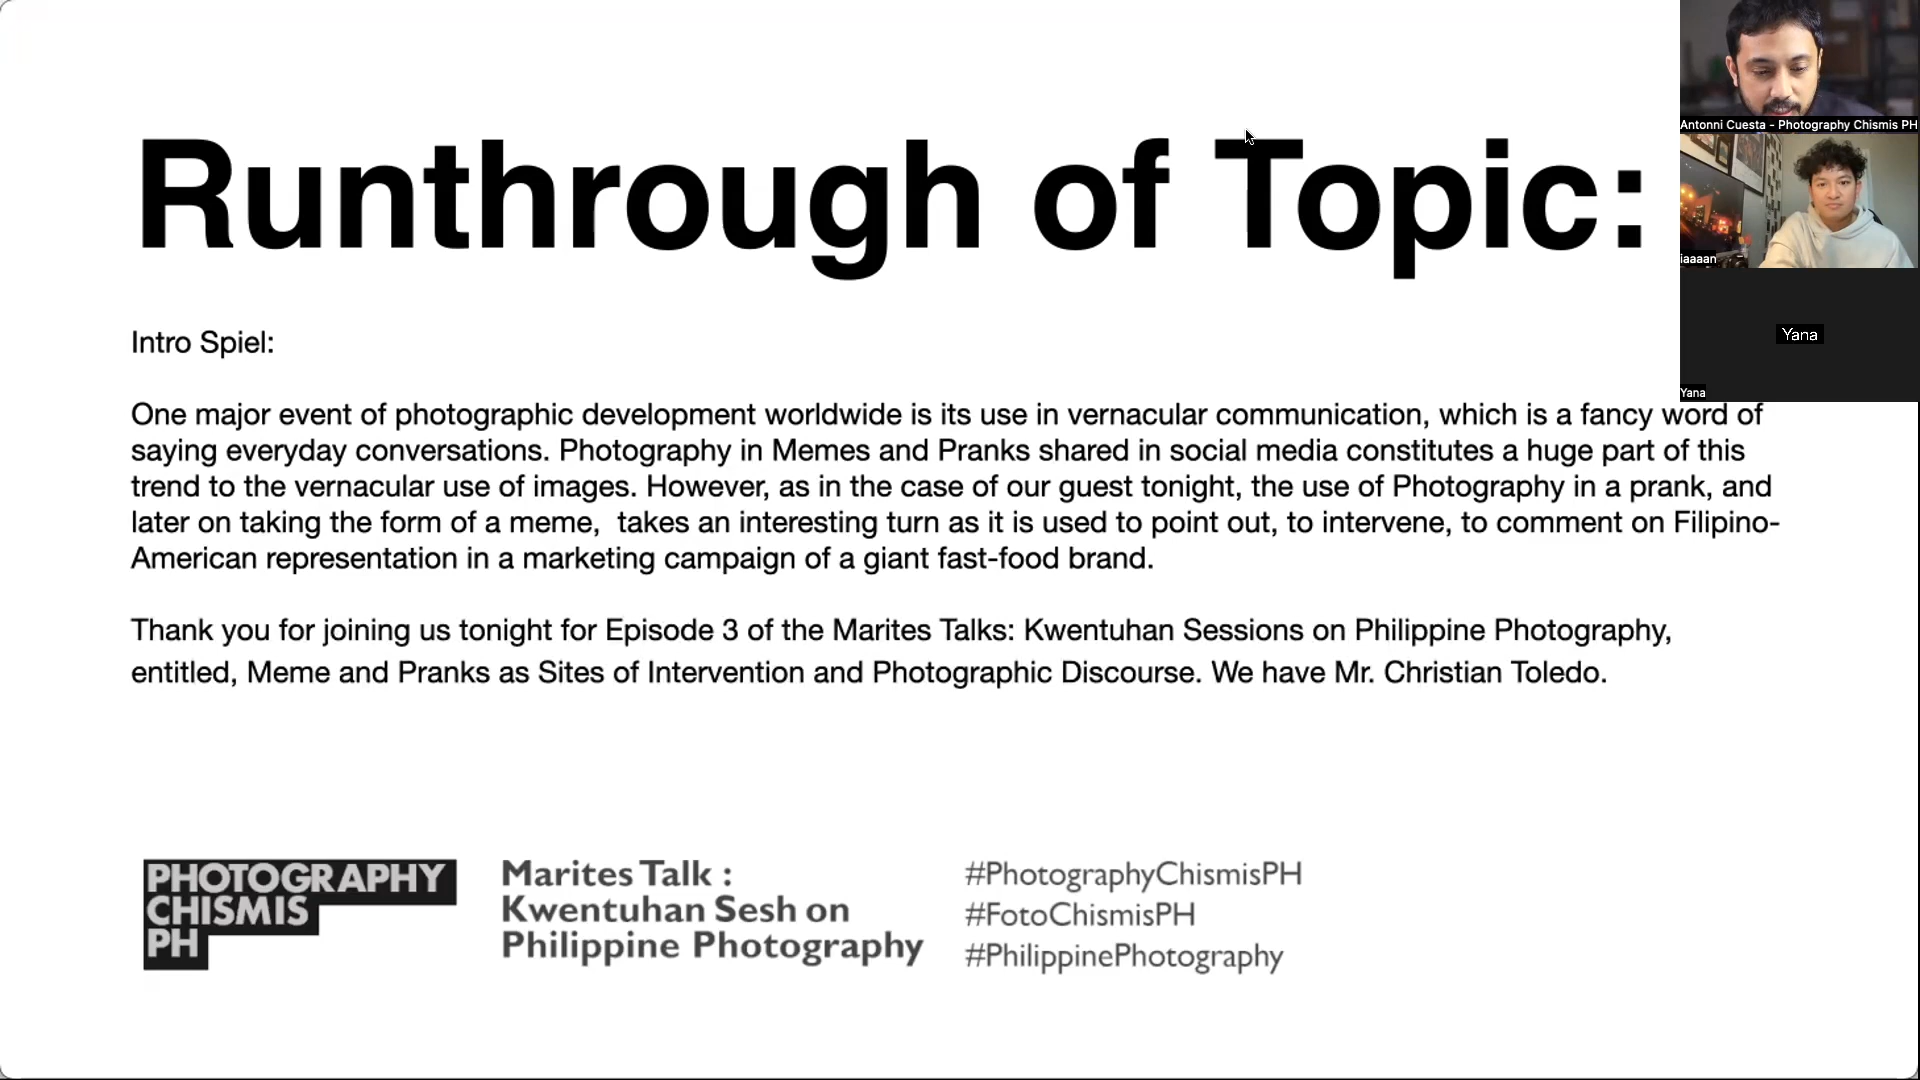 Runthrough of Topic:
Intro Spiel:
One major event of photographic development worldwide is its use in vernacular communication, which is a fancy word of
saying everyday conversations. Photography in Memes and Pranks shared in social media constitutes a huge part of this
trend to the vernacular use of images. However, as in the case of our guest tonight, the use of Photography in a prank, and
later on taking the form of a meme,  takes an interesting turn as it is used to point out, to intervene, to comment on Filipino-
American representation in a marketing campaign of a giant fast-food brand.
Thank you for joining us tonight for Episode 3 of the Marites Talks: Kwentuhan Sessions on Philippine Photography,
entitled, Meme and Pranks as Sites of Intervention and Photographic Discourse. We have Mr. Christian Toledo.
PHOTOGRAPHY
CHISMIS
PH
Marites Talk :
Kwentuhan Sesh on
Philippine Photography
#PhotographyChismisPH
#FotoChismisPH
#PhilippinePhotography
Antonni Cuesta - Photography Chismis PH
iaaaan
Yana
Yana